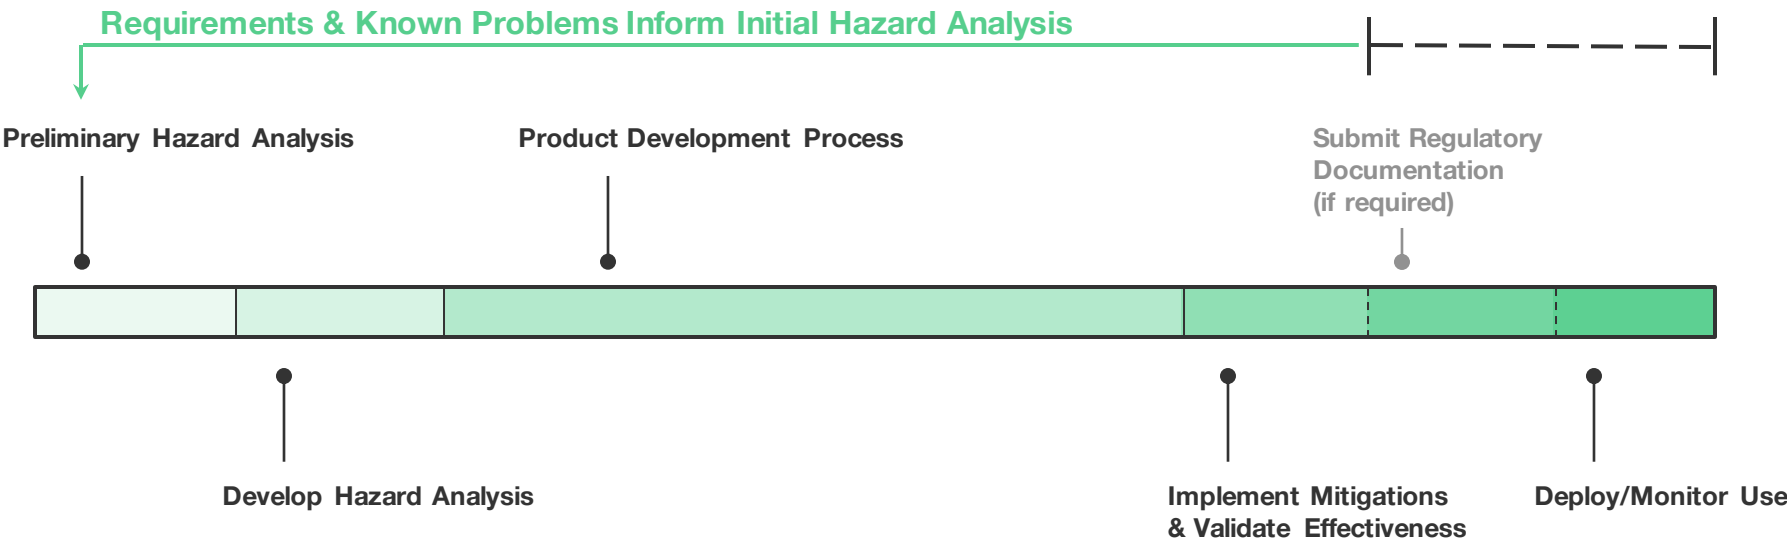 Requirements & Known Problems Inform Initial Hazard Analysis
Preliminary Hazard Analysis
Product Development Process
Submit Regulatory
Documentation
(if required)
Develop Hazard Analysis
Implement Mitigations
& Validate Effectiveness
Deploy/Monitor Use